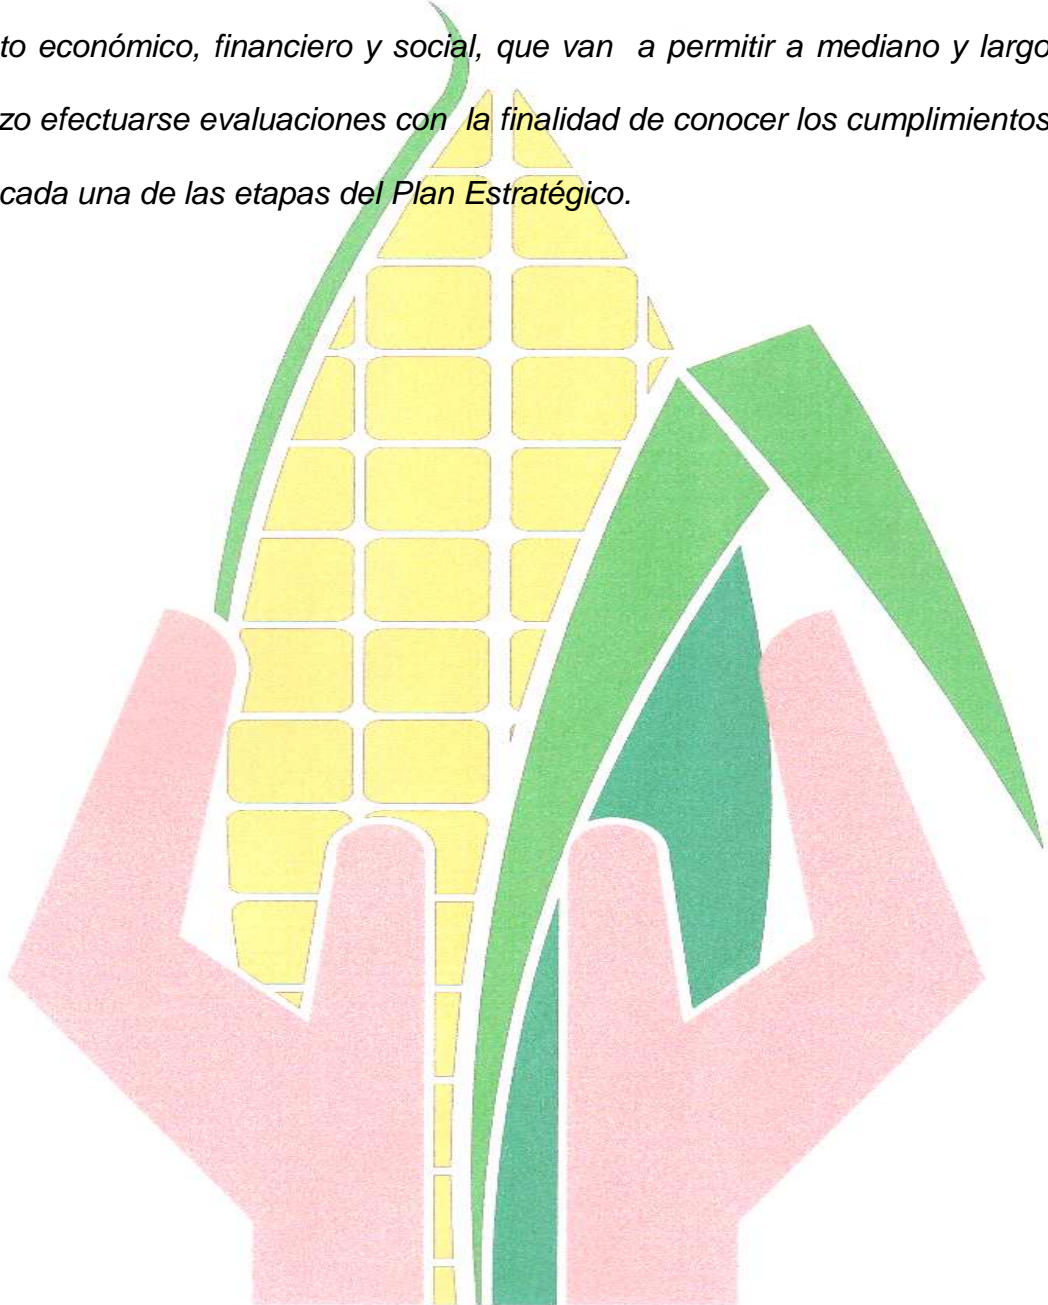 to económico, financiero y social, que van a permitir a mediano y largo
zo efectuarse evaluaciones con la finalidad de conocer los cumplimientos
cada una de las etapas del Plan Estratégico.